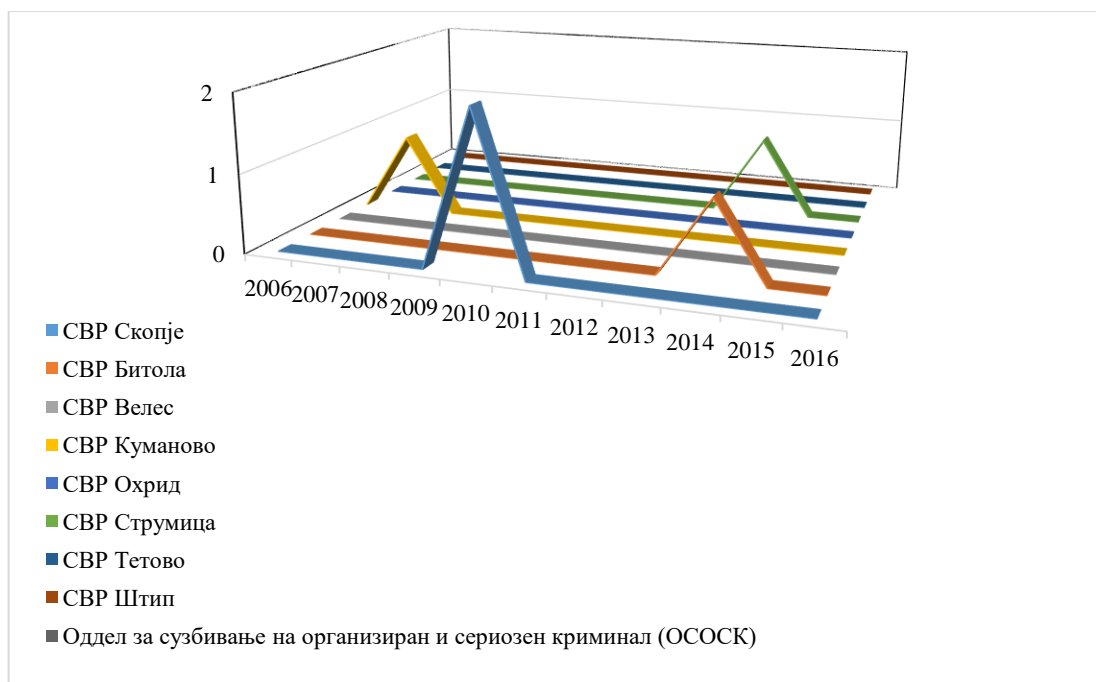 2
1
0
2006
2007
2008
2009
2010
2011
2012
2013
2014
2015
2016
СВР Скопје
СВР Битола
СВР Велес
СВР Куманово
СВР Охрид
СВР Струмица
СВР Тетово
СВР Штип
Оддел за сузбивање на организиран и сериозен криминал (ОСОСК)